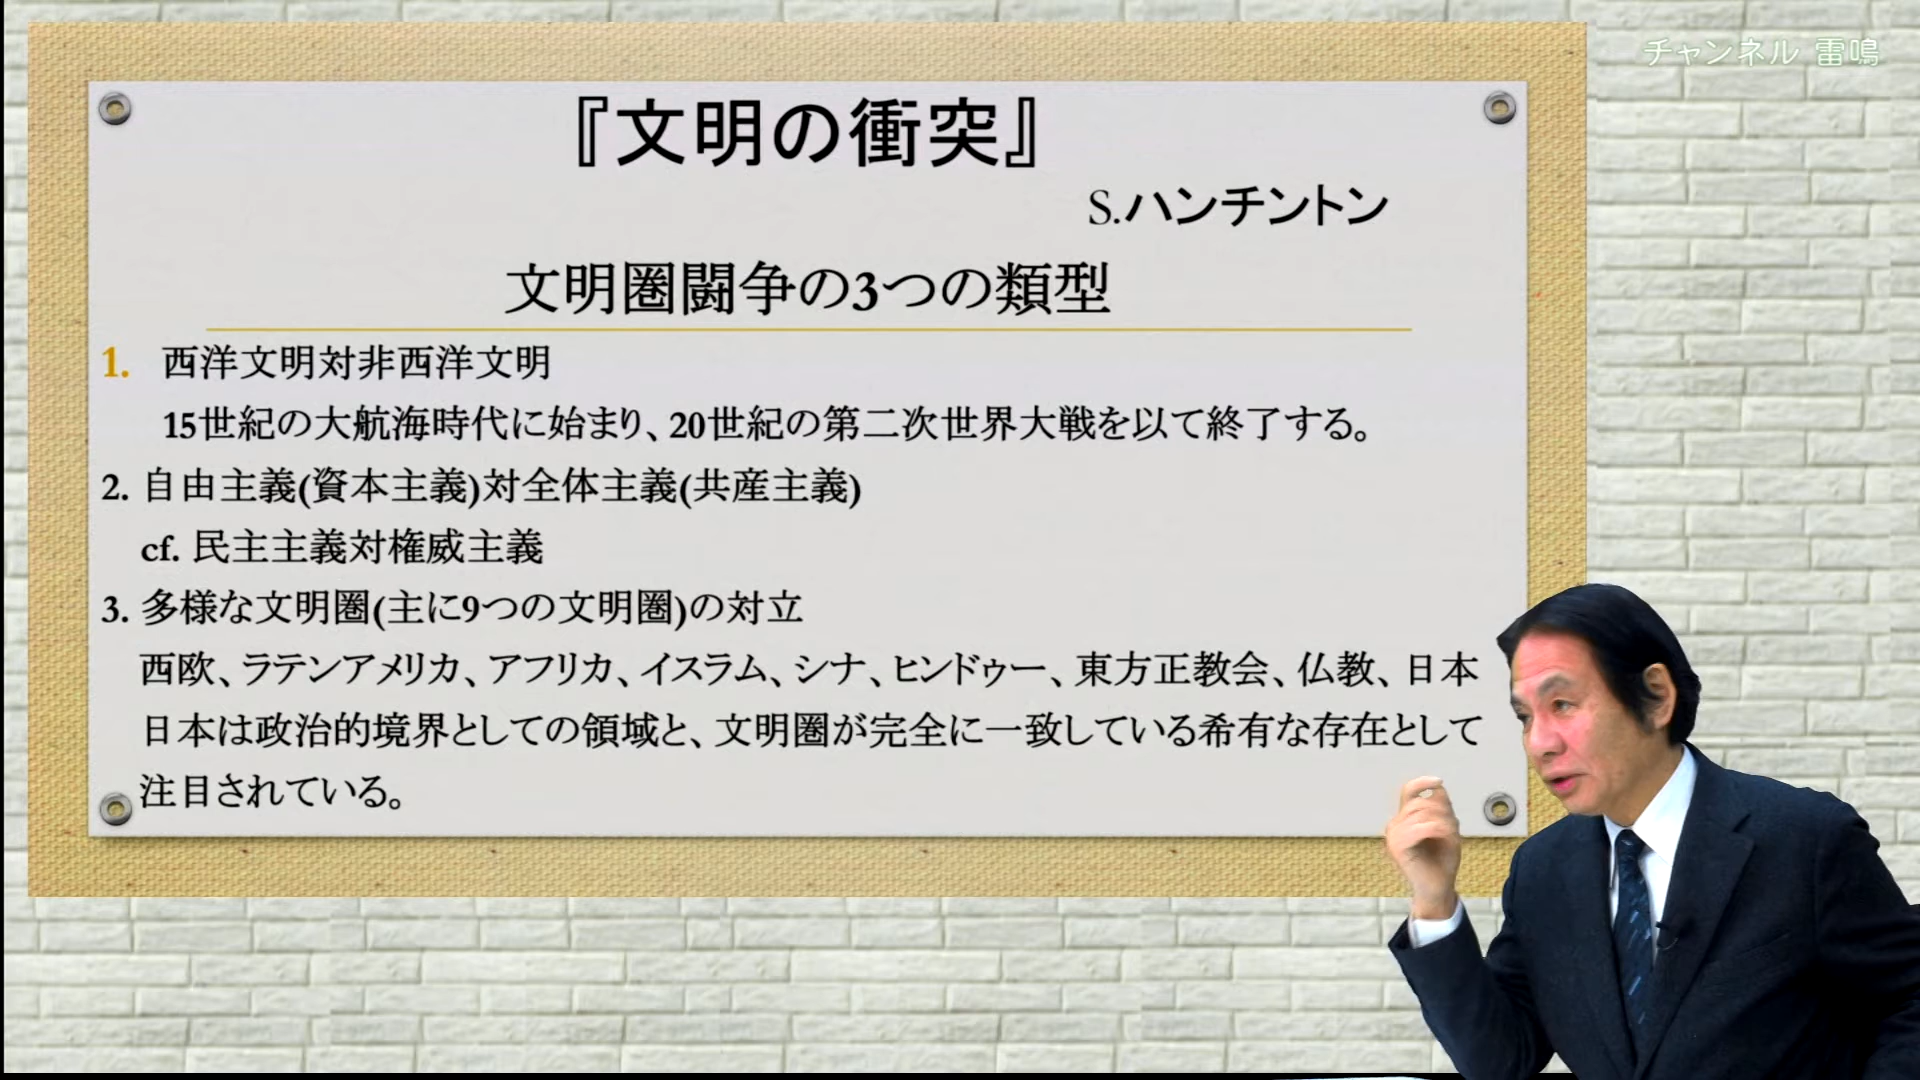 チャンネル 雷鳴
『文明の衝突』
S.ハンチントン
文明圏闘争の3つの類型
1. 西洋文明対非西洋文明
15世紀の大航海時代に始まり、20世紀の第二次世界大戦を以て終了する。
2. 自由主義(資本主義)対全体主義(共産主義)
cf. 民主主義対権威主義
3. 多様な文明圏(主に9つの文明圏)の対立
西欧、ラテンアメリカ、アフリカ、イスラム、シナ、ヒンドゥー、東方正教会、仏教、日本
日本は政治的境界としての領域と、文明圏が完全に一致している希有な存在として
注目されている。